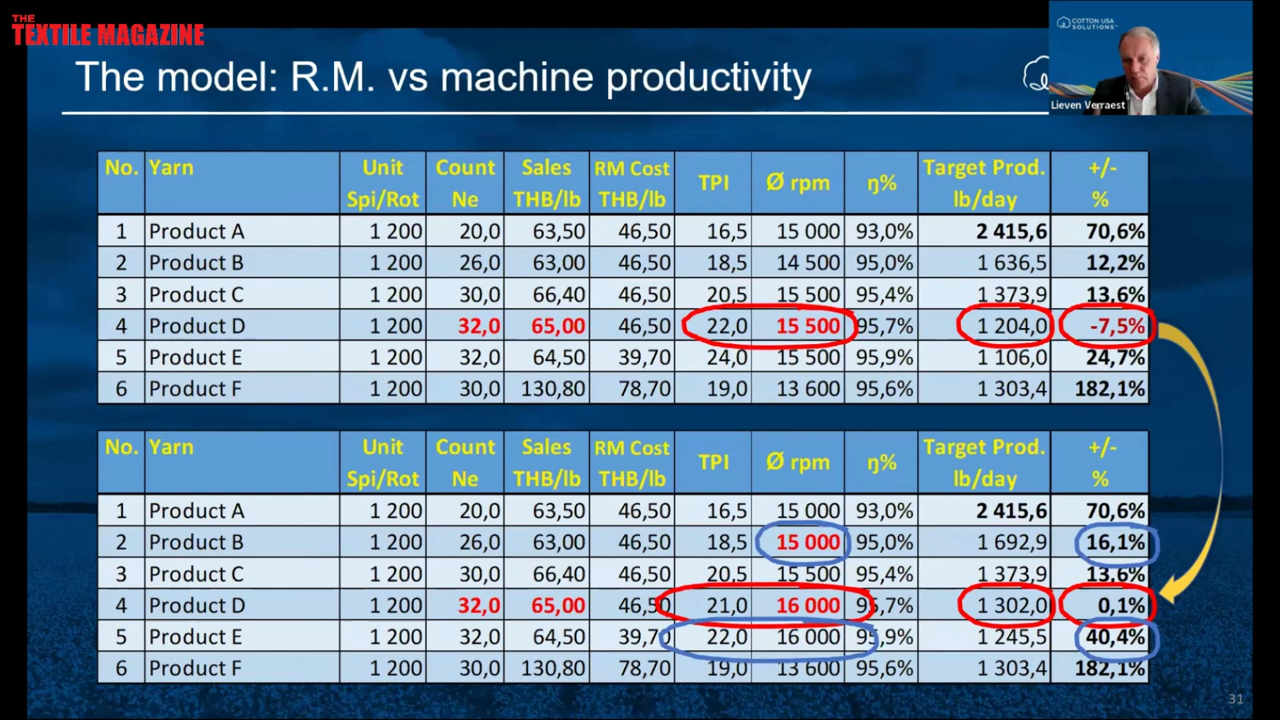 THE
TEXTILE MAGAZINE
COTTON USA
SOLUTIONS™
Lieven Verraest
The model: R.M. vs machine productivity
No. Yarn Unit Spi/Rot Count Ne Sales THB/lb RM Cost THB/lb TPI Ø rpm ŋ% Target Prod. lb/day +/- %
1 Product A 1 200 20,0 63,50 46,50 16,5 15 000 93,0% 2 415,6 70,6%
2 Product B 1 200 26,0 63,00 46,50 18,5 14 500 95,0% 1 636,5 12,2%
3 Product C 1 200 30,0 66,40 46,50 20,5 15 500 95,4% 1 373,9 13,6%
4 Product D 1 200 32,0 65,00 46,50 22,0 15 500 95,7% 1 204,0 -7,5%
5 Product E 1 200 32,0 64,50 39,70 24,0 15 500 95,9% 1 106,0 24,7%
6 Product F 1 200 30,0 130,80 78,70 19,0 13 600 95,6% 1 303,4 182,1%
No. Yarn Unit Spi/Rot Count Ne Sales THB/lb RM Cost THB/lb TPI Ø rpm ŋ% Target Prod. lb/day +/- %
1 Product A 1 200 20,0 63,50 46,50 16,5 15 000 93,0% 2 415,6 70,6%
2 Product B 1 200 26,0 63,00 46,50 18,5 15 000 95,0% 1 692,9 16,1%
3 Product C 1 200 30,0 66,40 46,50 20,5 15 500 95,4% 1 373,9 13,6%
4 Product D 1 200 32,0 65,00 46,50 21,0 16 000 95,7% 1 302,0 0,1%
5 Product E 1 200 32,0 64,50 39,70 22,0 16 000 95,9% 1 245,5 40,4%
6 Product F 1 200 30,0 130,80 78,70 19,0 13 600 95,6% 1 303,4 182,1%
31